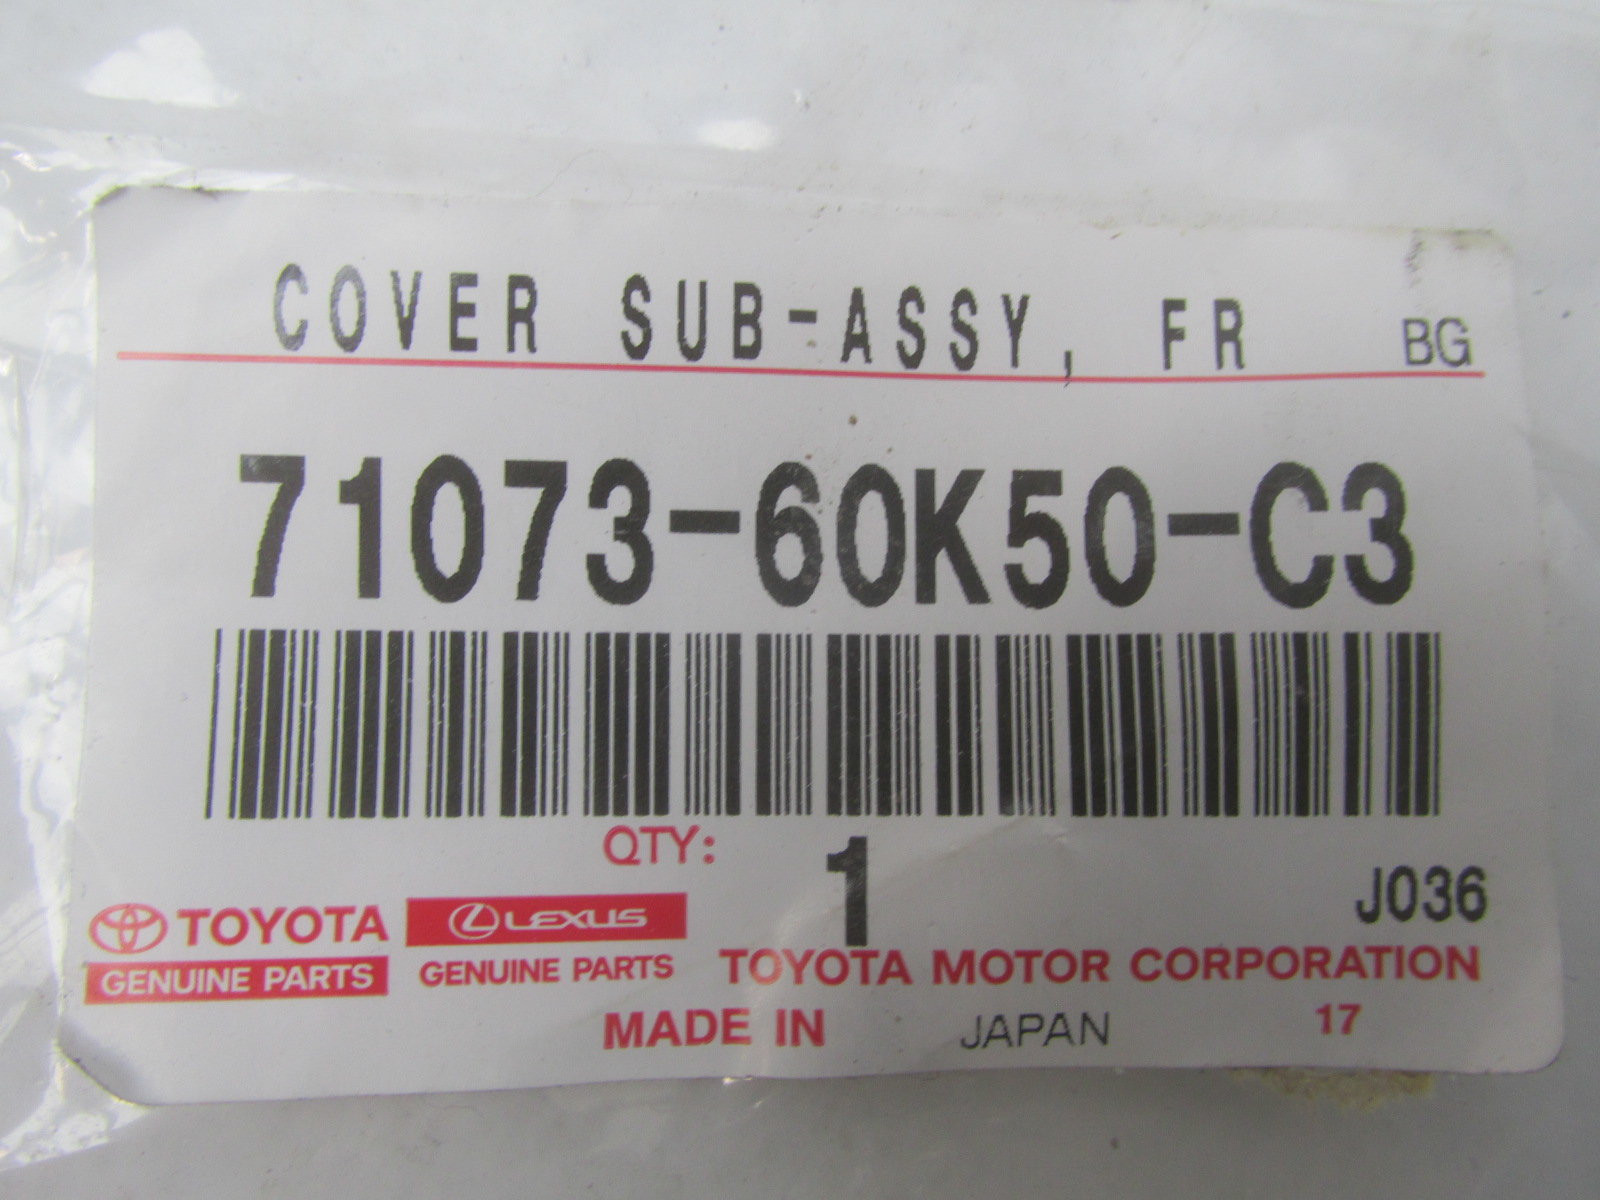 COVER SUB-ASSY, FR BG
71073-60K50-C3
QTY: 1
J036
TOYOTA LEXUS
GENUINE PARTS GENUINE PARTS TOYOTA MOTOR CORPORATION
MADE IN JAPAN 17